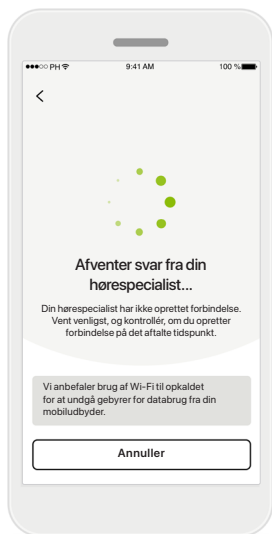 ●●●○○ PH 9:41 AM 100 %
Afventer svar fra din
hørespecialist...
Din hørespecialist har ikke oprettet forbindelse.
Vent venligst, og kontrollér, om du opretter
forbindelse på det aftalte tidspunkt.
Vi anbefaler brug af Wi-Fi til opkaldet
for at undgå gebyrer for databrug fra din
mobiludbyder.
Annuller